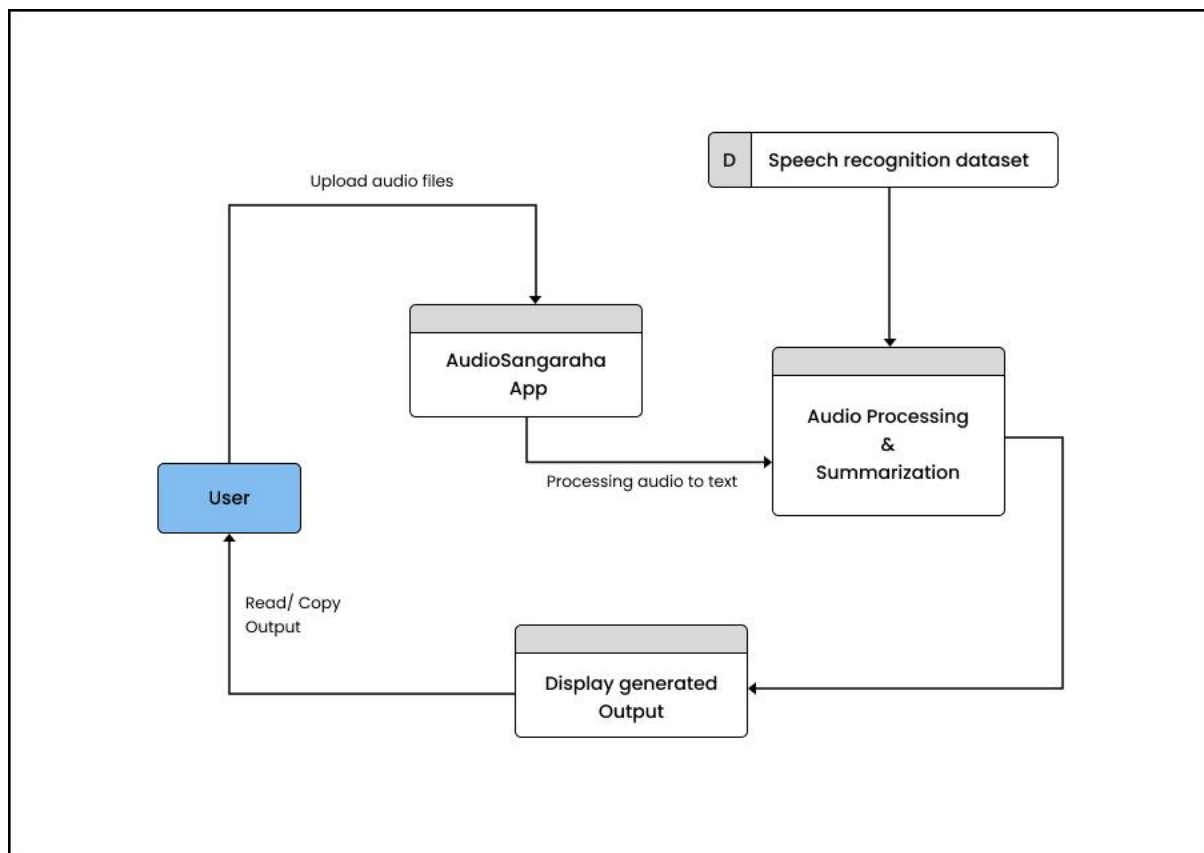 D
Speech recognition dataset
Upload audio files
AudioSangaraha
App
Audio Processing
&
Summarization
Processing audio to text
User
Read/ Copy
Output
Display generated
Output